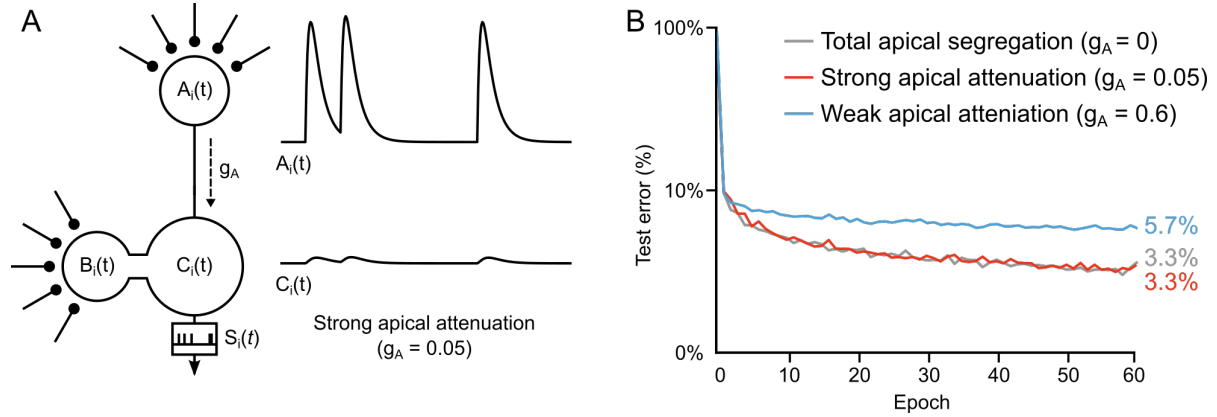 A
Aᵢ(t)
g_A
Bᵢ(t)
Cᵢ(t)
Sᵢ(t)
Aᵢ(t)
Cᵢ(t)
Strong apical attenuation
(g_A = 0.05)
B
100%
10%
0%
Test error (%)
Total apical segregation (g_A = 0)
Strong apical attenuation (g_A = 0.05)
Weak apical atteniation (g_A = 0.6)
5.7%
3.3%
3.3%
0 10 20 30 40 50 60
Epoch